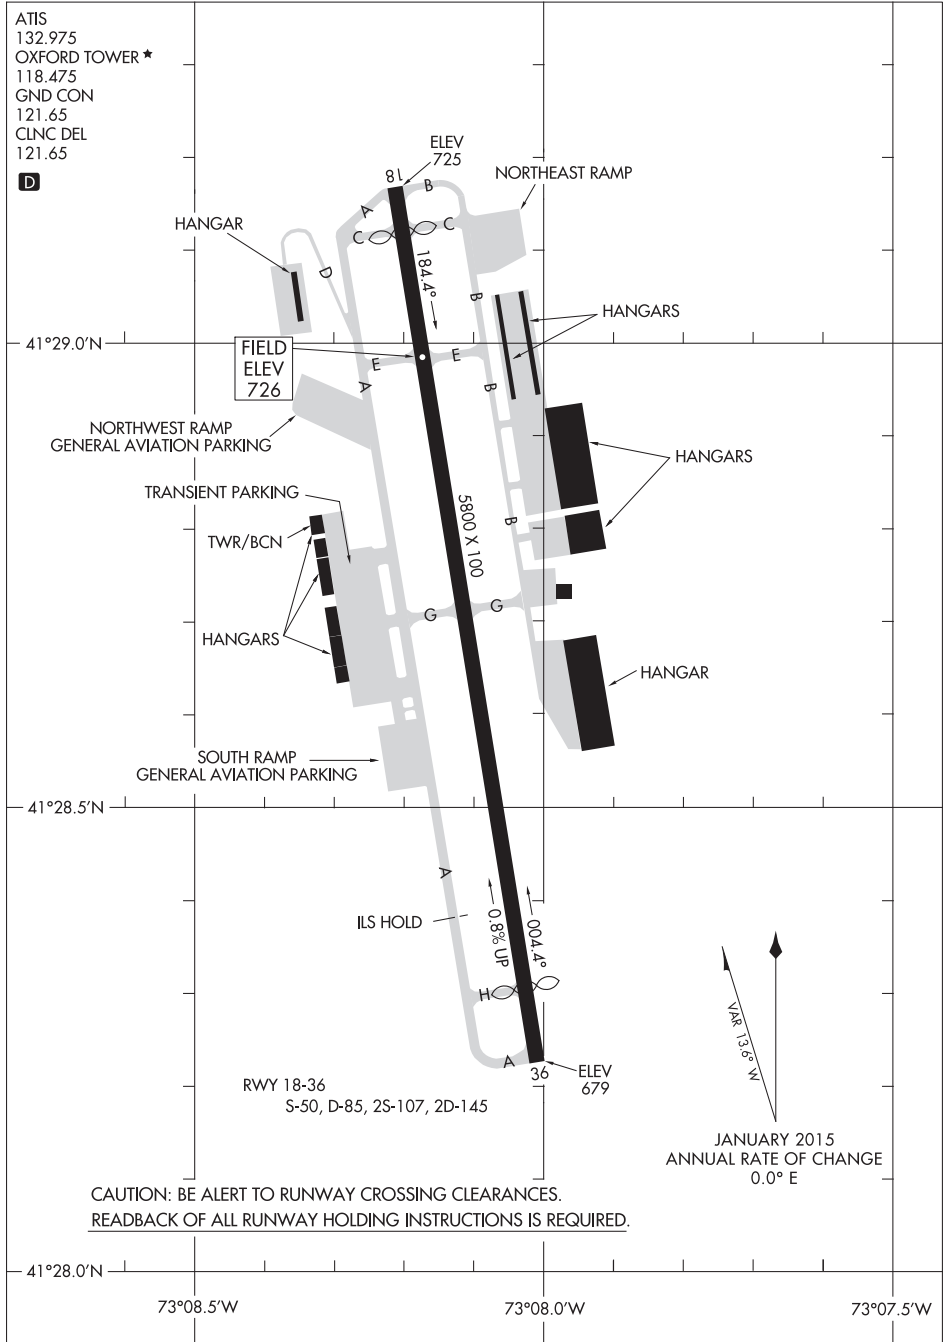 ATIS
132.975
OXFORD TOWER ★
118.475
GND CON
121.65
CLNC DEL
121.65
D
ELEV
725
18
B
NORTHEAST RAMP
A
HANGAR
C
C
D
184.4°
B
HANGARS
41°29.0'N
FIELD
ELEV
726
E
E
A
B
NORTHWEST RAMP
GENERAL AVIATION PARKING
HANGARS
TRANSIENT PARKING
5800 X 100
B
TWR/BCN
G
G
HANGARS
HANGAR
SOUTH RAMP
GENERAL AVIATION PARKING
41°28.5'N
A
ILS HOLD
0.8% UP
004.4°
H
VAR 13.6° W
A
36
ELEV
679
RWY 18-36
S-50, D-85, 2S-107, 2D-145
JANUARY 2015
ANNUAL RATE OF CHANGE
0.0° E
CAUTION: BE ALERT TO RUNWAY CROSSING CLEARANCES.
READBACK OF ALL RUNWAY HOLDING INSTRUCTIONS IS REQUIRED.
41°28.0'N
73°08.5'W
73°08.0'W
73°07.5'W